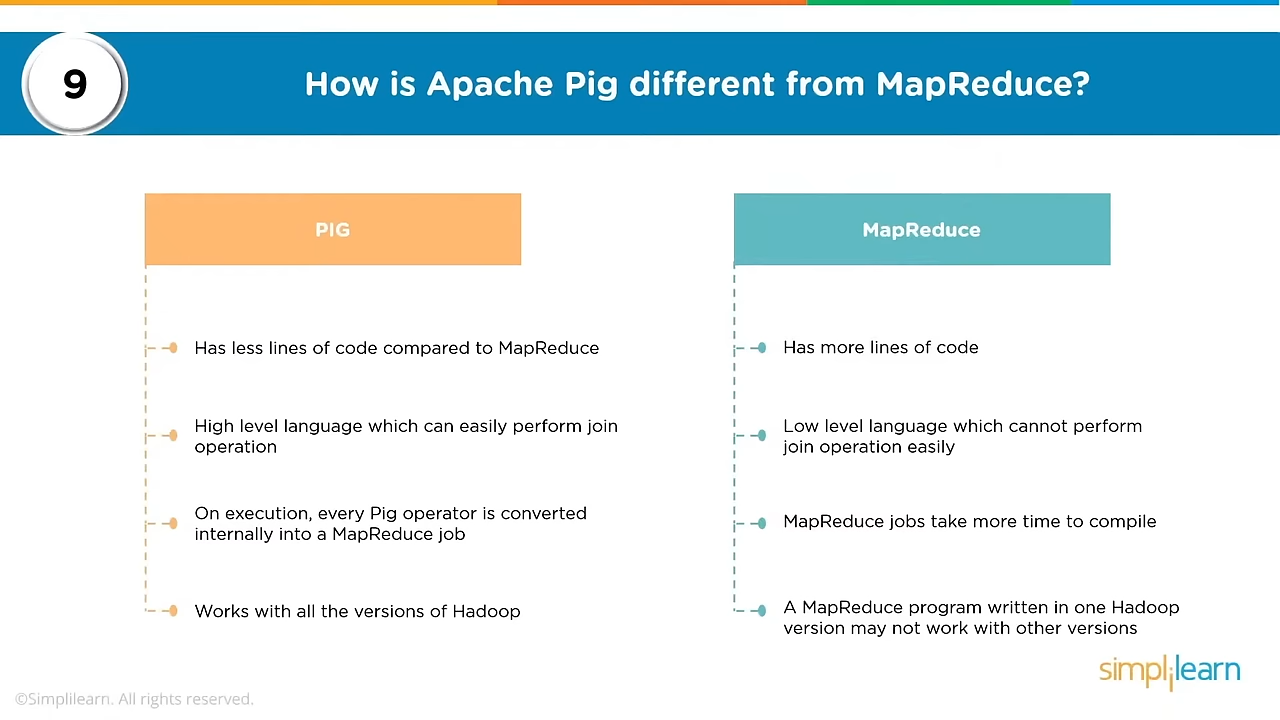 9
How is Apache Pig different from MapReduce?
PIG
Has less lines of code compared to MapReduce
High level language which can easily perform join
operation
On execution, every Pig operator is converted
internally into a MapReduce job
Works with all the versions of Hadoop
MapReduce
Has more lines of code
Low level language which cannot perform
join operation easily
MapReduce jobs take more time to compile
A MapReduce program written in one Hadoop
version may not work with other versions
simplilearn
©Simplilearn. All rights reserved.